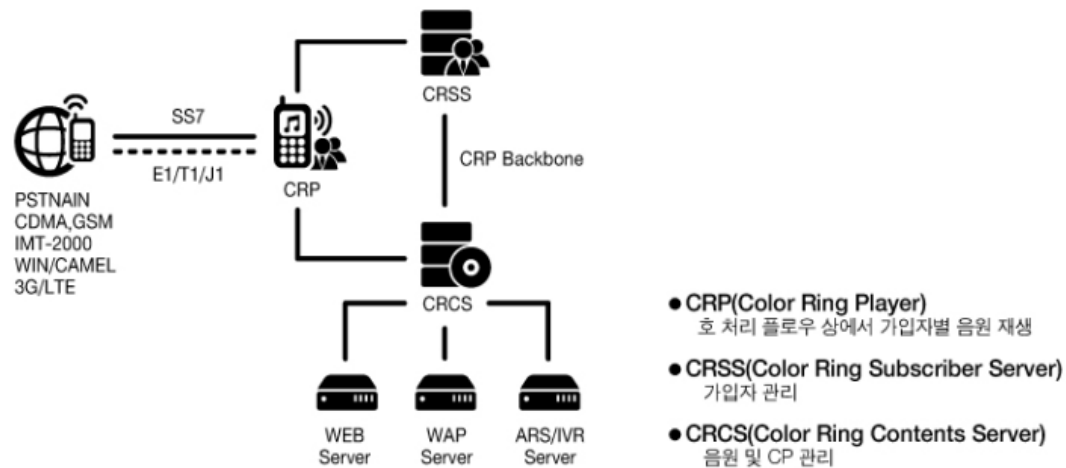 CRSS
SS7
E1/T1/J1
CRP
CRP Backbone
PSTNAIN
CDMA,GSM
IMT-2000
WIN/CAMEL
3G/LTE
CRCS
WEB
Server
WAP
Server
ARS/IVR
Server
● CRP(Color Ring Player)
호 처리 플로우 상에서 가입자별 음원 재생
● CRSS(Color Ring Subscriber Server)
가입자 관리
● CRCS(Color Ring Contents Server)
음원 및 CP 관리